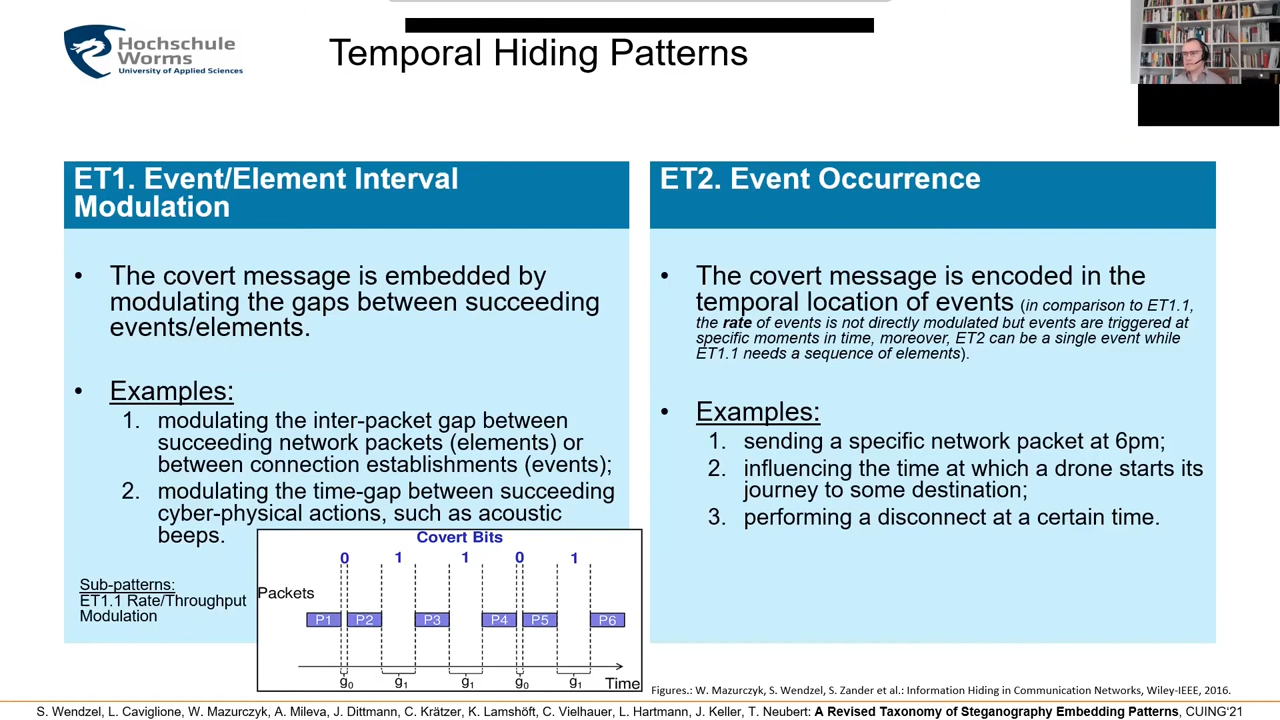 Hochschule
Worms
University of Applied Sciences
Temporal Hiding Patterns
ET1. Event/Element Interval
Modulation
• The covert message is embedded by
modulating the gaps between succeeding
events/elements.
• Examples:
1. modulating the inter-packet gap between
succeeding network packets (elements) or
between connection establishments (events);
2. modulating the time-gap between succeeding
cyber-physical actions, such as acoustic
beeps.
Sub-patterns:
ET1.1 Rate/Throughput
Modulation
Covert Bits
0 1 1 0 1
Packets
P1 P2 P3 P4 P5 P6
g0 g1 g1 g0 g1 Time
ET2. Event Occurrence
• The covert message is encoded in the
temporal location of events (in comparison to ET1.1,
the rate of events is not directly modulated but events are triggered at
specific moments in time, moreover, ET2 can be a single event while
ET1.1 needs a sequence of elements).
• Examples:
1. sending a specific network packet at 6pm;
2. influencing the time at which a drone starts its
journey to some destination;
3. performing a disconnect at a certain time.
Figures.: W. Mazurczyk, S. Wendzel, S. Zander et al.: Information Hiding in Communication Networks, Wiley-IEEE, 2016.
S. Wendzel, L. Caviglione, W. Mazurczyk, A. Mileva, J. Dittmann, C. Krätzer, K. Lamshöft, C. Vielhauer, L. Hartmann, J. Keller, T. Neubert: A Revised Taxonomy of Steganography Embedding Patterns, CUING'21